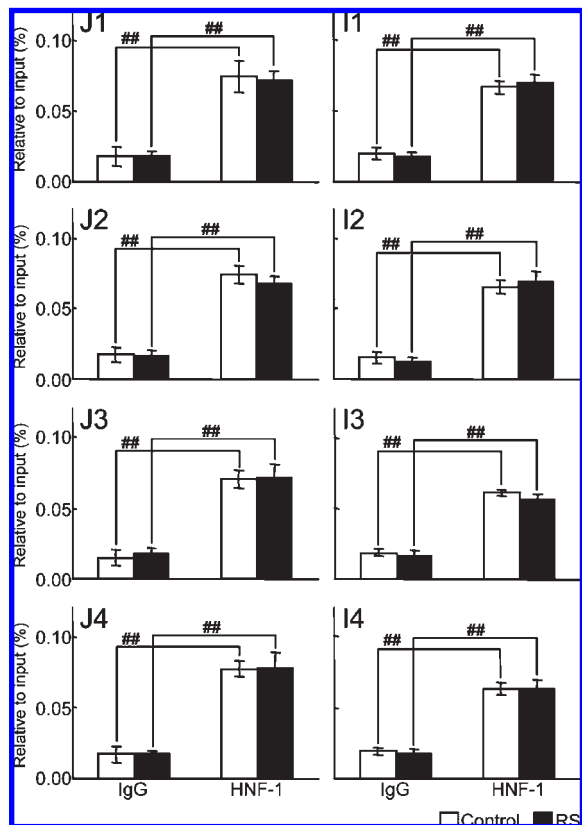 J1
I1
Relative to input (%)
0.10
0.05
0.00
##
##
##
##
J2
I2
Relative to input (%)
0.10
0.05
0.00
##
##
##
##
J3
I3
Relative to input (%)
0.10
0.05
0.00
##
##
##
##
J4
I4
Relative to input (%)
0.10
0.05
0.00
##
##
##
##
IgG HNF-1 IgG HNF-1
Control RS